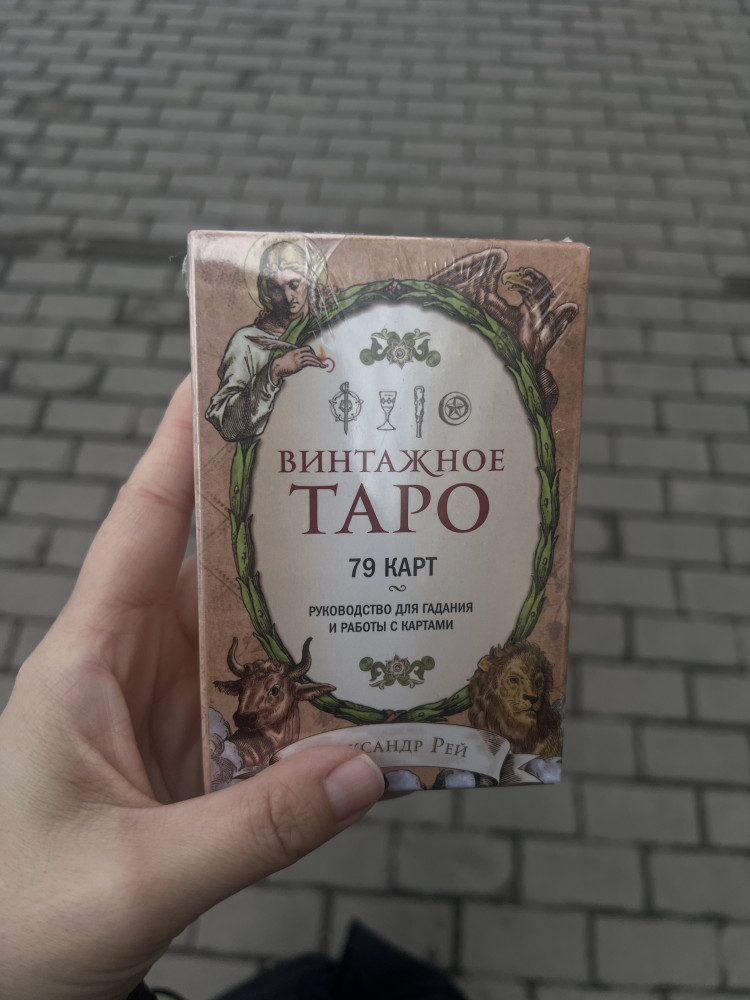 ВИНТАЖНОЕ
ТАРО
79 КАРТ
РУКОВОДСТВО ДЛЯ ГАДАНИЯ
И РАБОТЫ С КАРТАМИ
РЕЙ